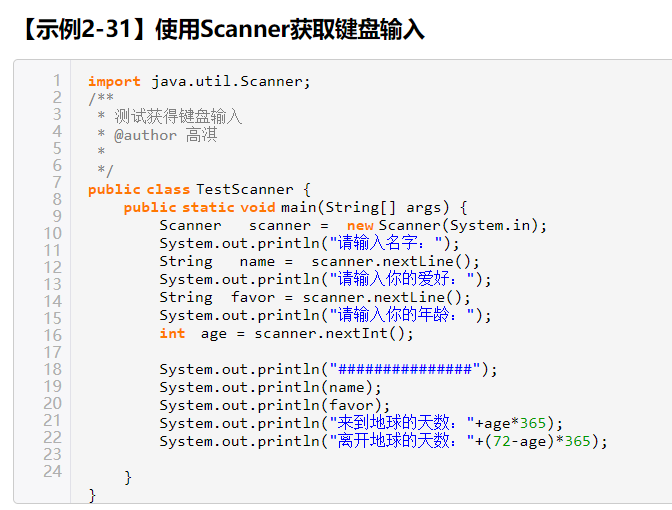 【示例2-31】使用Scanner获取键盘输入
1 import java.util.Scanner;
2 /**
3  * 测试获得键盘输入
4  * @author 高淇
5  *
6  */
7 public class TestScanner {
8     public static void main(String[] args) {
9         Scanner   scanner =  new Scanner(System.in);
10         System.out.println("请输入名字：");
11         String   name =  scanner.nextLine();
12         System.out.println("请输入你的爱好：");
13         String  favor = scanner.nextLine();
14         System.out.println("请输入你的年龄：");
15         int  age = scanner.nextInt();
16
17         System.out.println("###############");
18         System.out.println(name);
19         System.out.println(favor);
20         System.out.println("来到地球的天数："+age*365);
21         System.out.println("离开地球的天数："+(72-age)*365);
22
23     }
24 }